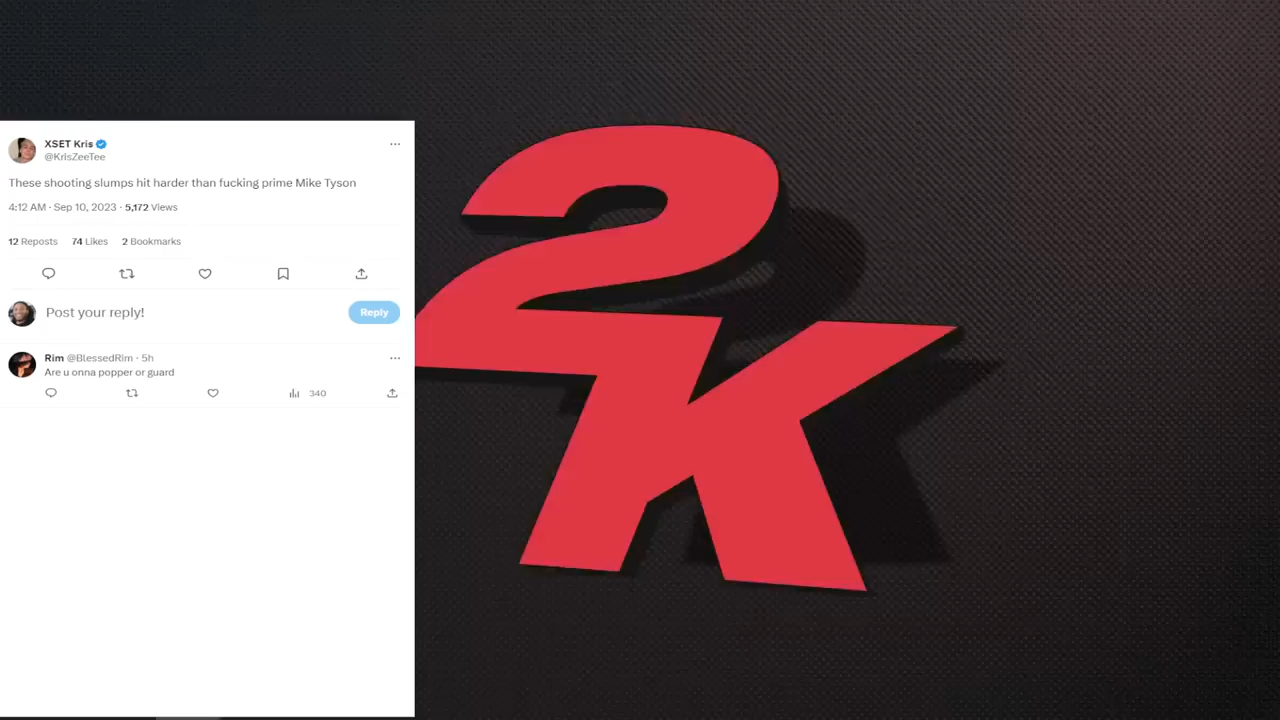 XSET Kris
@KrisZeeTee
These shooting slumps hit harder than fucking prime Mike Tyson
4:12 AM · Sep 10, 2023 · 5,172 Views
12 Reposts 74 Likes 2 Bookmarks
Post your reply! Reply
Rim @BlessedRim · 5h
Are u onna popper or guard
340
2K